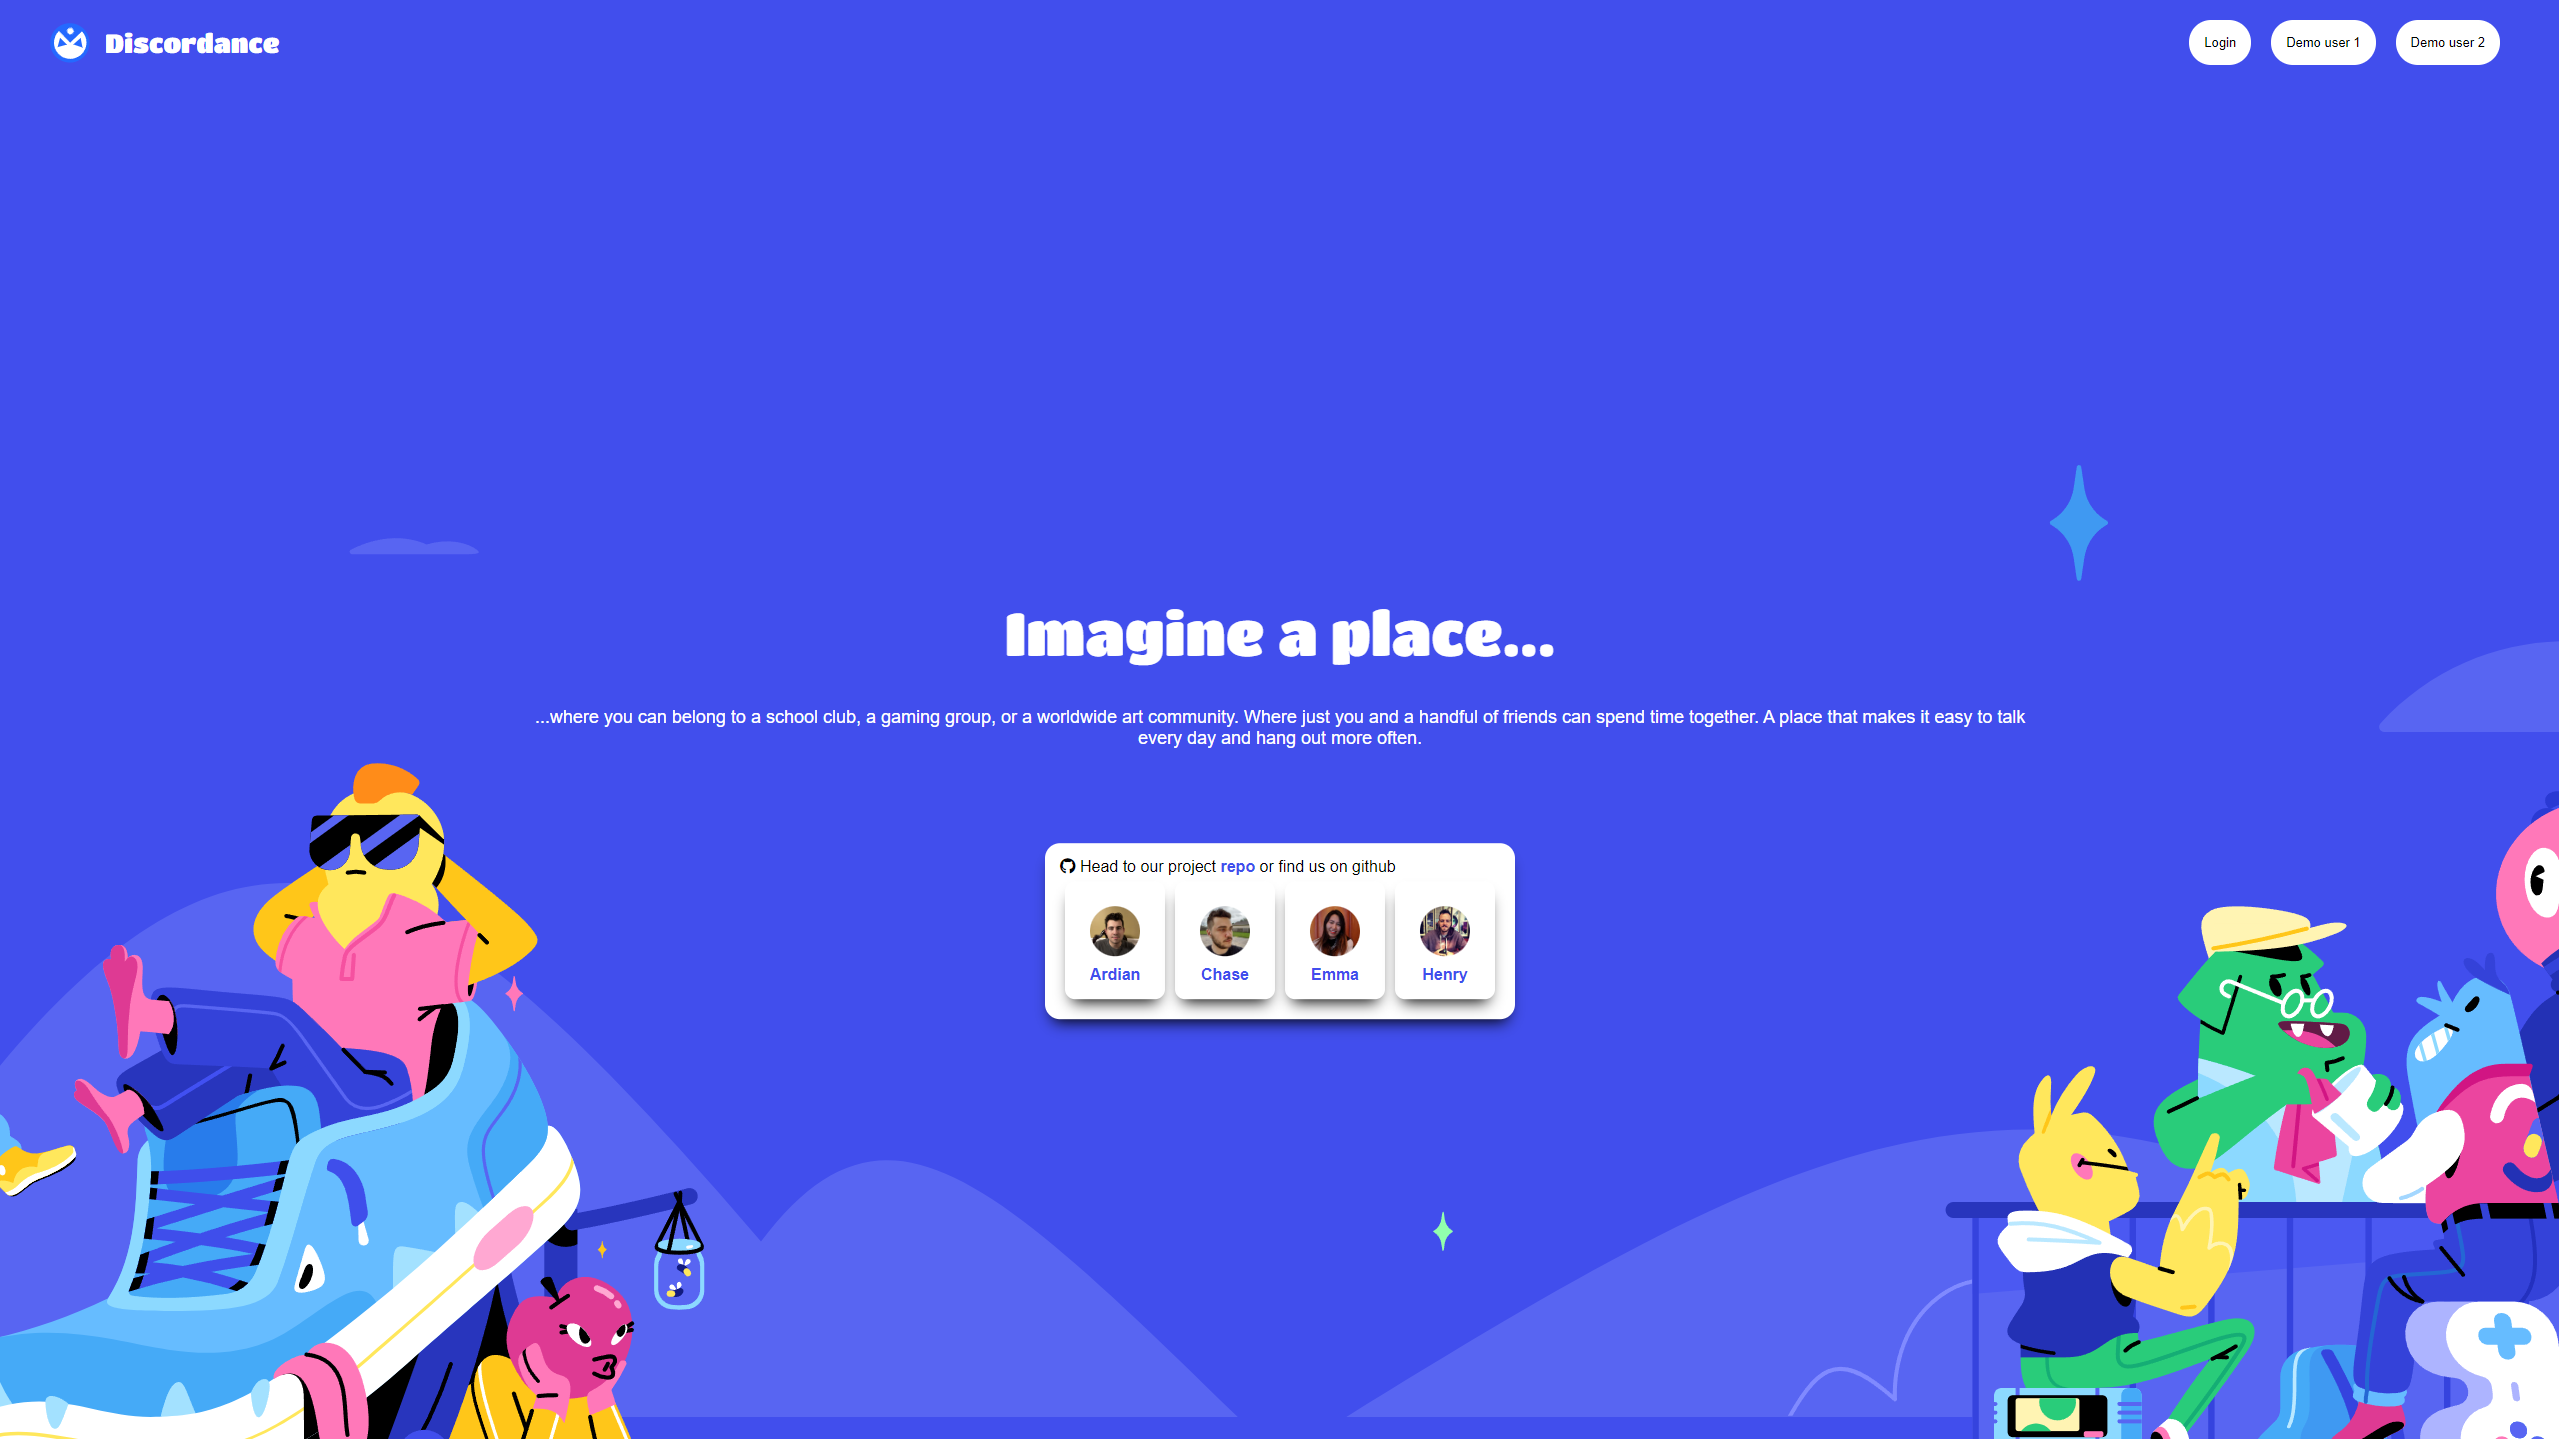 Discordance
Login
Demo user 1
Demo user 2
Imagine a place...
...where you can belong to a school club, a gaming group, or a worldwide art community. Where just you and a handful of friends can spend time together. A place that makes it easy to talk
every day and hang out more often.
Head to our project repo or find us on github
Ardian
Chase
Emma
Henry